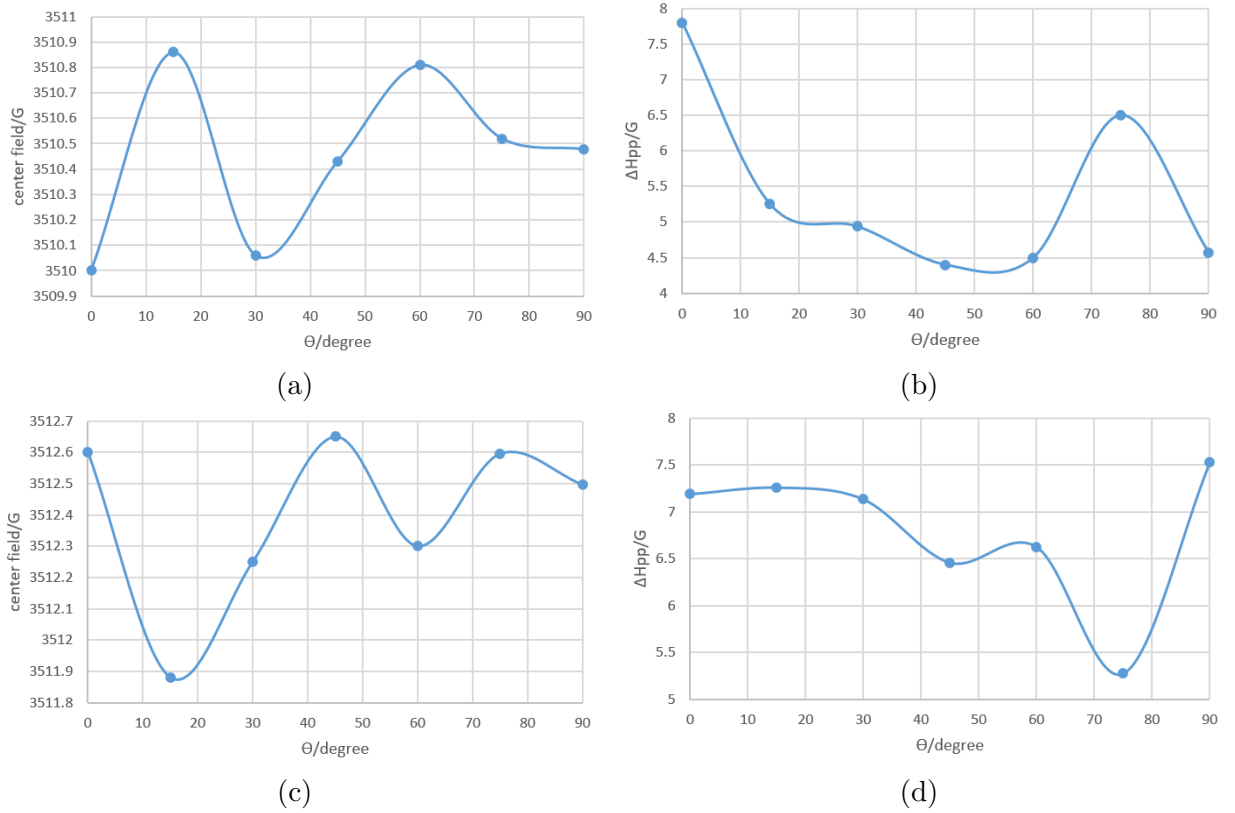 3511
3510.9
3510.8
3510.7
3510.6
3510.5
3510.4
3510.3
3510.2
3510.1
3510
3509.9
center field/G
0 10 20 30 40 50 60 70 80 90
Θ/degree
(a)
8
7.5
7
6.5
6
5.5
5
4.5
4
ΔHpp/G
0 10 20 30 40 50 60 70 80 90
Θ/degree
(b)
3512.7
3512.6
3512.5
3512.4
3512.3
3512.2
3512.1
3512
3511.9
3511.8
center field/G
0 10 20 30 40 50 60 70 80 90
Θ/degree
(c)
8
7.5
7
6.5
6
5.5
5
ΔHpp/G
0 10 20 30 40 50 60 70 80 90
Θ/degree
(d)